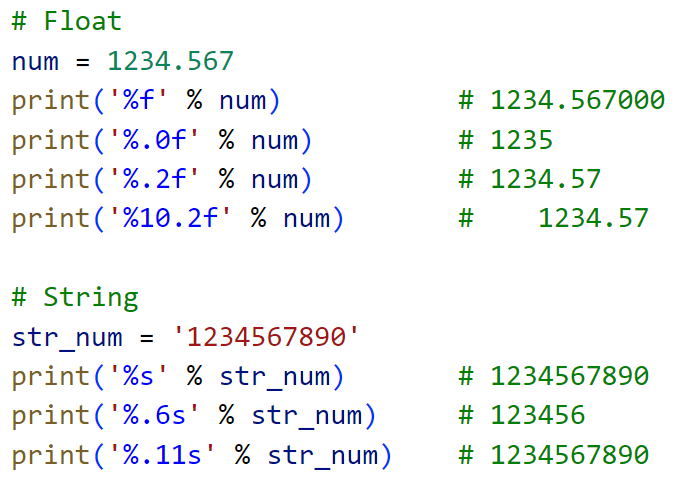 # Float
num = 1234.567
print('%f' % num)           # 1234.567000
print('%.0f' % num)         # 1235
print('%.2f' % num)         # 1234.57
print('%10.2f' % num)       #    1234.57

# String
str_num = '1234567890'
print('%s' % str_num)       # 1234567890
print('%.6s' % str_num)     # 123456
print('%.11s' % str_num)    # 1234567890